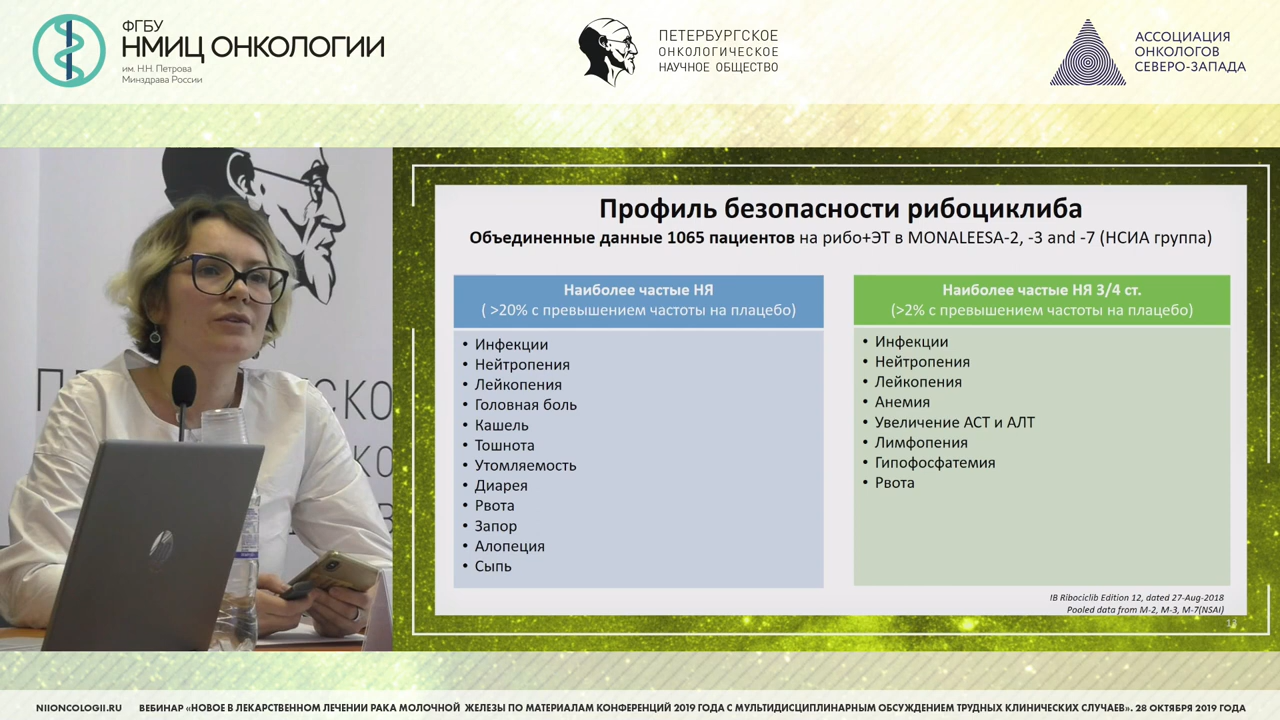 ФГБУ
НМИЦ ОНКОЛОГИИ
им. Н.Н. Петрова
Минздрава России
ПЕТЕРБУРГСКОЕ
ОНКОЛОГИЧЕСКОЕ
НАУЧНОЕ ОБЩЕСТВО
АССОЦИАЦИЯ
ОНКОЛОГОВ
СЕВЕРО-ЗАПАДА
Профиль безопасности рибоциклиба
Объединенные данные 1065 пациентов на рибо+ЭТ в MONALEESA-2, -3 and -7 (НСИА группа)
Наиболее частые НЯ
( >20% с превышением частоты на плацебо)
• Инфекции
• Нейтропения
• Лейкопения
• Головная боль
• Кашель
• Тошнота
• Утомляемость
• Диарея
• Рвота
• Запор
• Алопеция
• Сыпь
Наиболее частые НЯ 3/4 ст.
(>2% с превышением частоты на плацебо)
• Инфекции
• Нейтропения
• Лейкопения
• Анемия
• Увеличение АСТ и АЛТ
• Лимфопения
• Гипофосфатемия
• Рвота
IB Ribociclib Edition 12, dated 27-Aug-2018
Pooled data from M-2, M-3, M-7(NSAI)
NIIONCOLOGII.RU ВЕБИНАР «НОВОЕ В ЛЕКАРСТВЕННОМ ЛЕЧЕНИИ РАКА МОЛОЧНОЙ ЖЕЛЕЗЫ ПО МАТЕРИАЛАМ КОНФЕРЕНЦИЙ 2019 ГОДА С МУЛЬТИДИСЦИПЛИНАРНЫМ ОБСУЖДЕНИЕМ ТРУДНЫХ КЛИНИЧЕСКИХ СЛУЧАЕВ». 28 ОКТЯБРЯ 2019 ГОДА